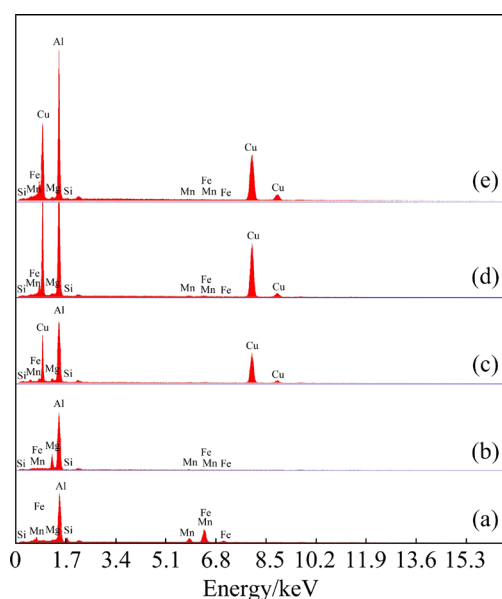 Al
Cu
Cu
Fe
Si Mn Mg Si
Fe
Mn Mn Fe
Cu
(e)
Cu
Fe
Si Mn Mg Si
Fe
Mn Mn Fe
Cu
(d)
Al
Cu
Cu
Fe
Si Mn Mg Si
Cu
(c)
Al
Fe Mg
Si Mn Si
Fe
Mn Mn Fe
(b)
Al
Fe
Si Mn Mg Si
Fe
Mn
Mn Fe
(a)
0 1.7 3.4 5.1 6.8 8.5 10.2 11.9 13.6 15.3
Energy/keV